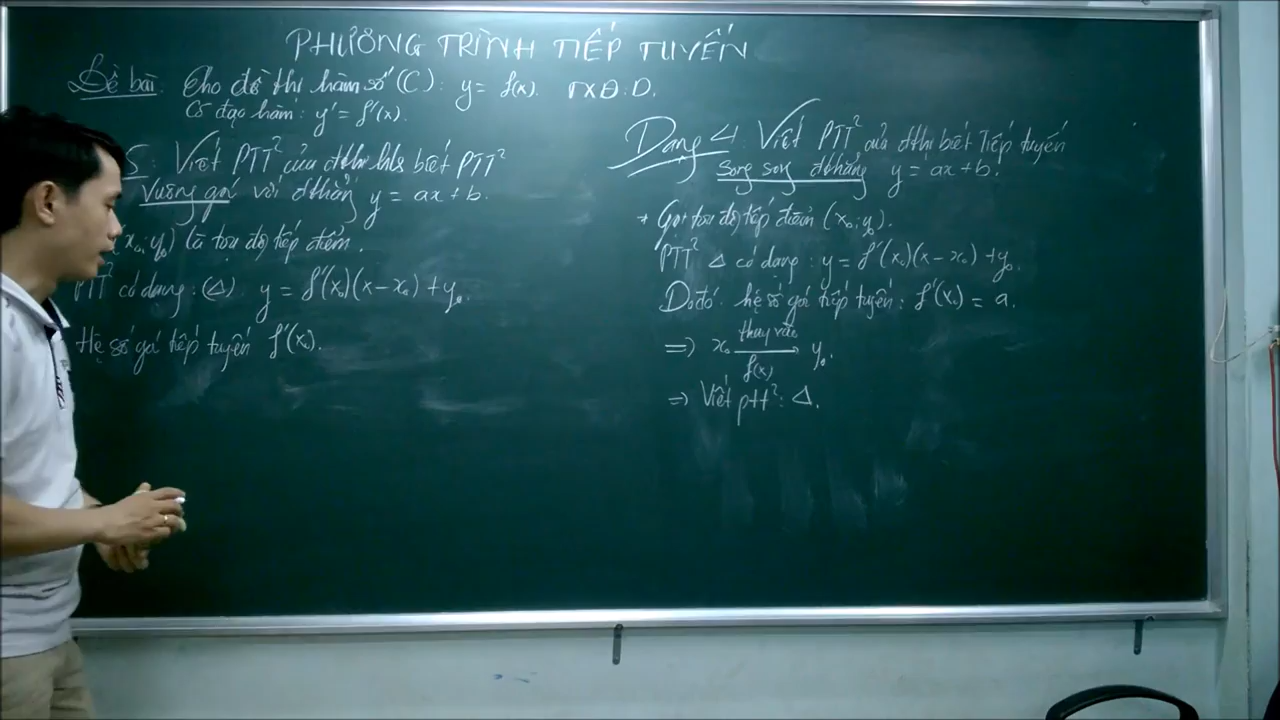 PHƯƠNG TRÌNH TIẾP TUYẾN
Đề bài: Cho đồ thị hàm số (C): y = f(x). TXĐ: D.
Có đạo hàm: y' = f'(x).
5: Viết PTT² của đthị hs biết PTT²
Vuông góc với đthẳng y = ax + b.
x₀; y₀) là tọa độ tiếp điểm.
PTT² có dạng: (Δ) y = f'(x₀)(x - x₀) + y₀.
Hệ số góc tiếp tuyến f'(x₀).
Dạng 4: Viết PTT² của đthị biết Tiếp tuyến
Song song đthẳng y = ax + b.
+ Gọi tọa độ tiếp điểm (x₀; y₀).
PTT² Δ có dạng: y = f'(x₀)(x - x₀) + y₀.
Do đó hệ số góc tiếp tuyến: f'(x₀) = a.
=> x₀ thay vào f(x) y₀.
=> Viết ptt²: Δ.